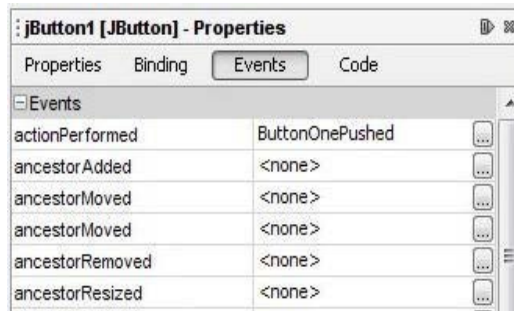 jButton1 [JButton] - Properties
Properties Binding Events Code
Events
actionPerformed ButtonOnePushed ...
ancestorAdded <none> ...
ancestorMoved <none> ...
ancestorMoved <none> ...
ancestorRemoved <none> ...
ancestorResized <none> ...